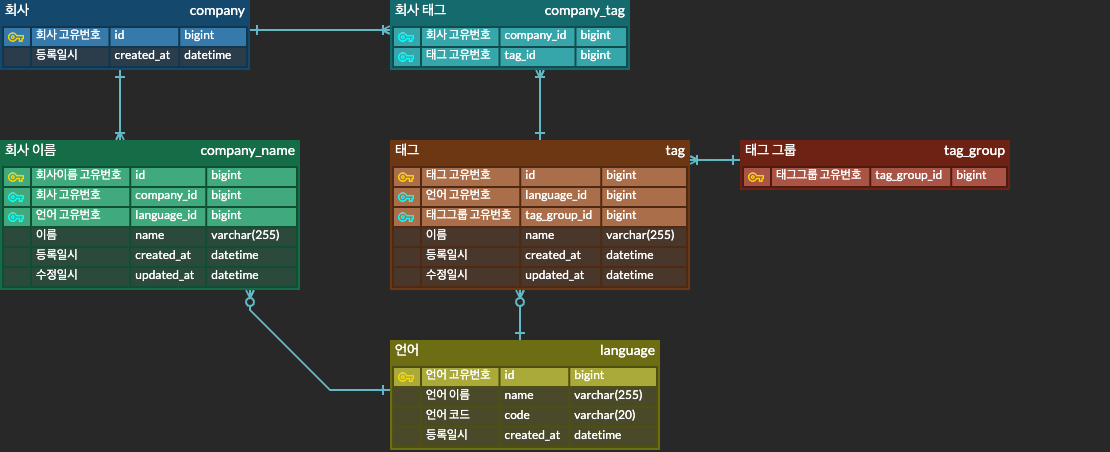 회사 company
회사 고유번호 id bigint
등록일시 created_at datetime
회사 태그 company_tag
회사 고유번호 company_id bigint
태그 고유번호 tag_id bigint
회사 이름 company_name
회사이름 고유번호 id bigint
회사 고유번호 company_id bigint
언어 고유번호 language_id bigint
이름 name varchar(255)
등록일시 created_at datetime
수정일시 updated_at datetime
태그 tag
태그 고유번호 id bigint
언어 고유번호 language_id bigint
태그그룹 고유번호 tag_group_id bigint
이름 name varchar(255)
등록일시 created_at datetime
수정일시 updated_at datetime
태그 그룹 tag_group
태그그룹 고유번호 tag_group_id bigint
언어 language
언어 고유번호 id bigint
언어 이름 name varchar(255)
언어 코드 code varchar(20)
등록일시 created_at datetime